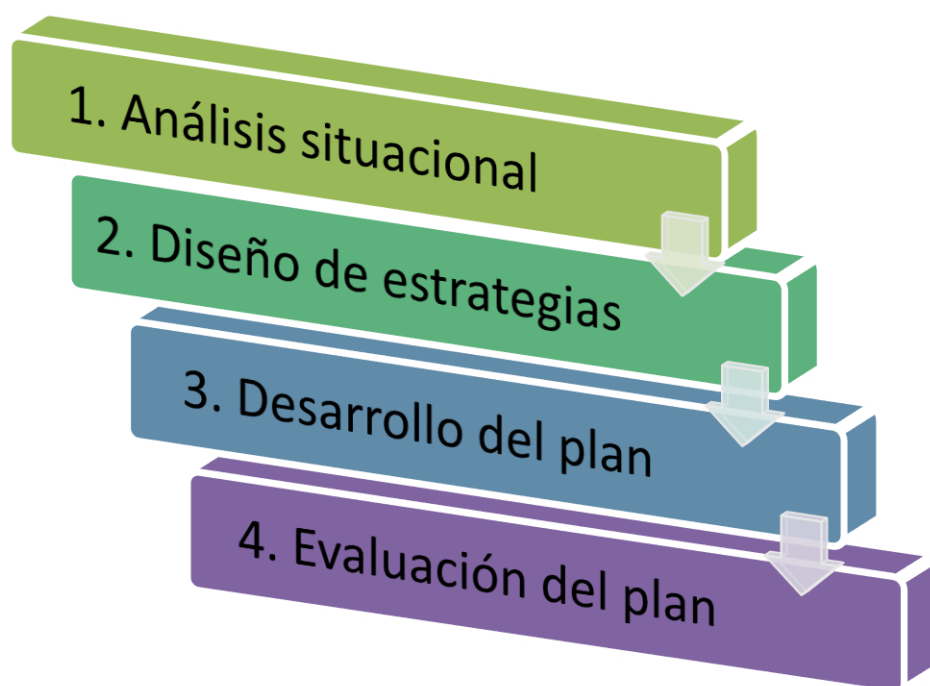 1. Análisis situacional
2. Diseño de estrategias
3. Desarrollo del plan
4. Evaluación del plan